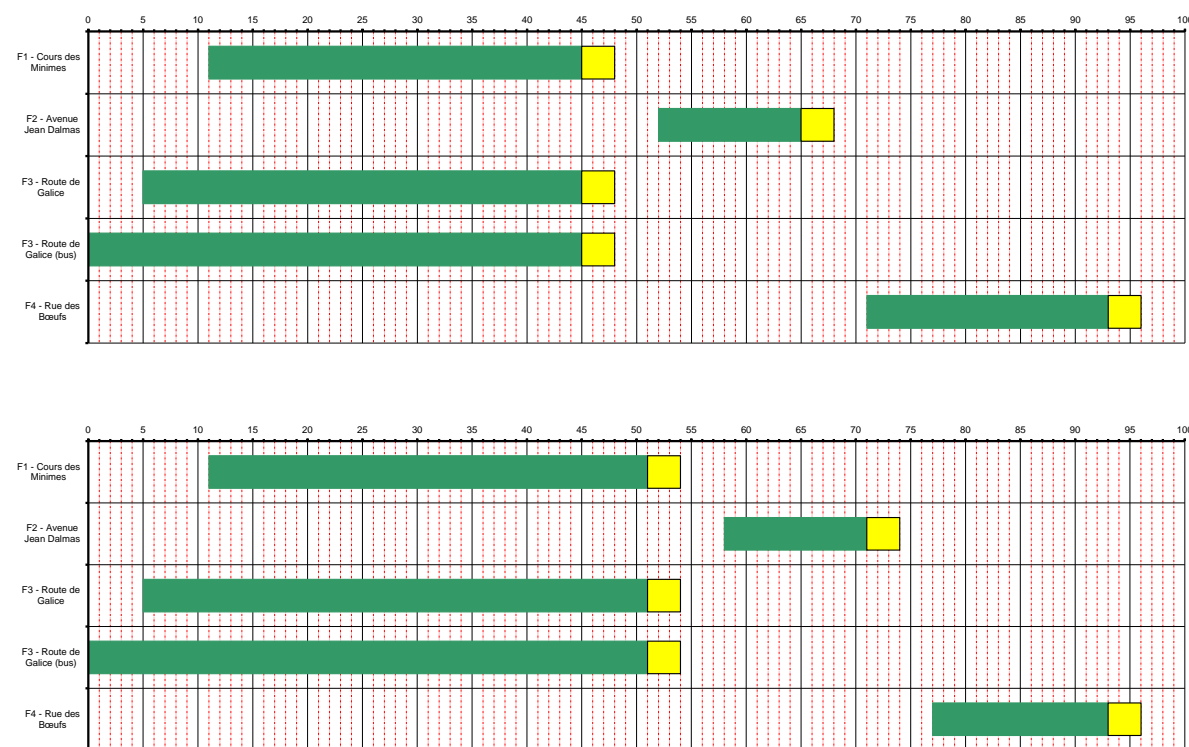 0 5 10 15 20 25 30 35 40 45 50 55 60 65 70 75 80 85 90 95 100
F1 - Cours des
Minimes
F2 - Avenue
Jean Dalmas
F3 - Route de
Galice
F3 - Route de
Galice (bus)
F4 - Rue des
Bœufs
0 5 10 15 20 25 30 35 40 45 50 55 60 65 70 75 80 85 90 95 100
F1 - Cours des
Minimes
F2 - Avenue
Jean Dalmas
F3 - Route de
Galice
F3 - Route de
Galice (bus)
F4 - Rue des
Bœufs